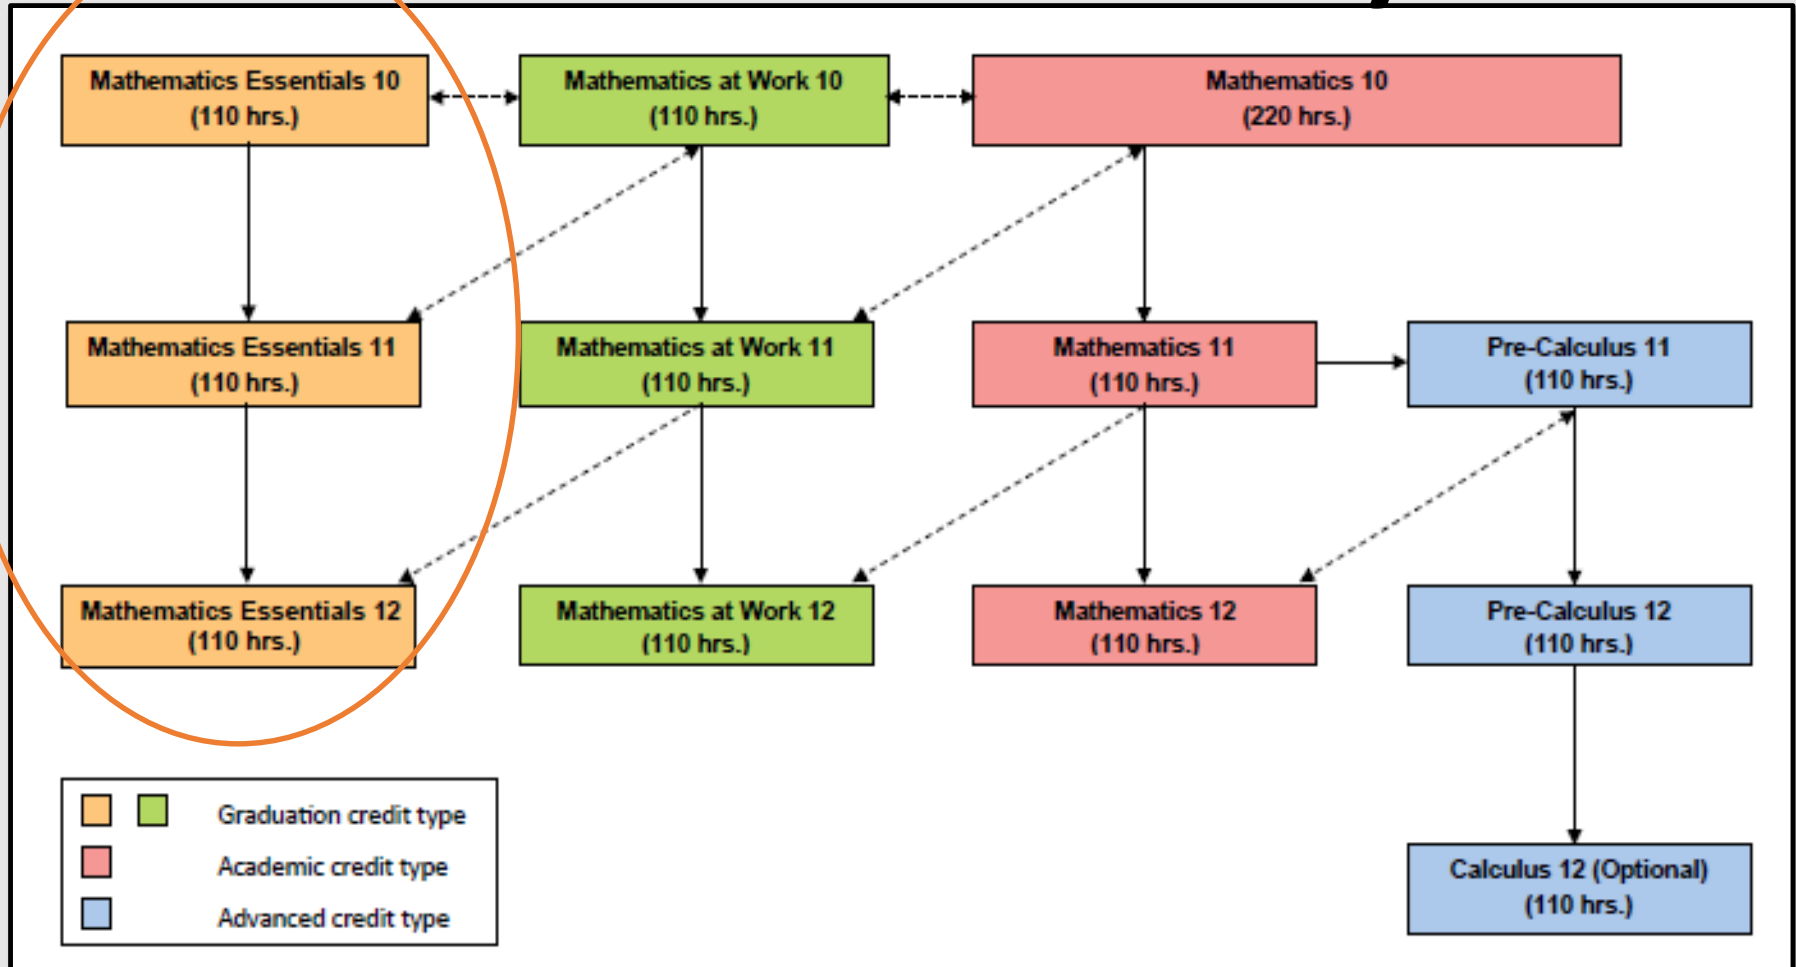 Mathematics Essentials 10
(110 hrs.)
Mathematics at Work 10
(110 hrs.)
Mathematics 10
(220 hrs.)
Mathematics Essentials 11
(110 hrs.)
Mathematics at Work 11
(110 hrs.)
Mathematics 11
(110 hrs.)
Pre-Calculus 11
(110 hrs.)
Mathematics Essentials 12
(110 hrs.)
Mathematics at Work 12
(110 hrs.)
Mathematics 12
(110 hrs.)
Pre-Calculus 12
(110 hrs.)
Graduation credit type
Academic credit type
Advanced credit type
Calculus 12 (Optional)
(110 hrs.)